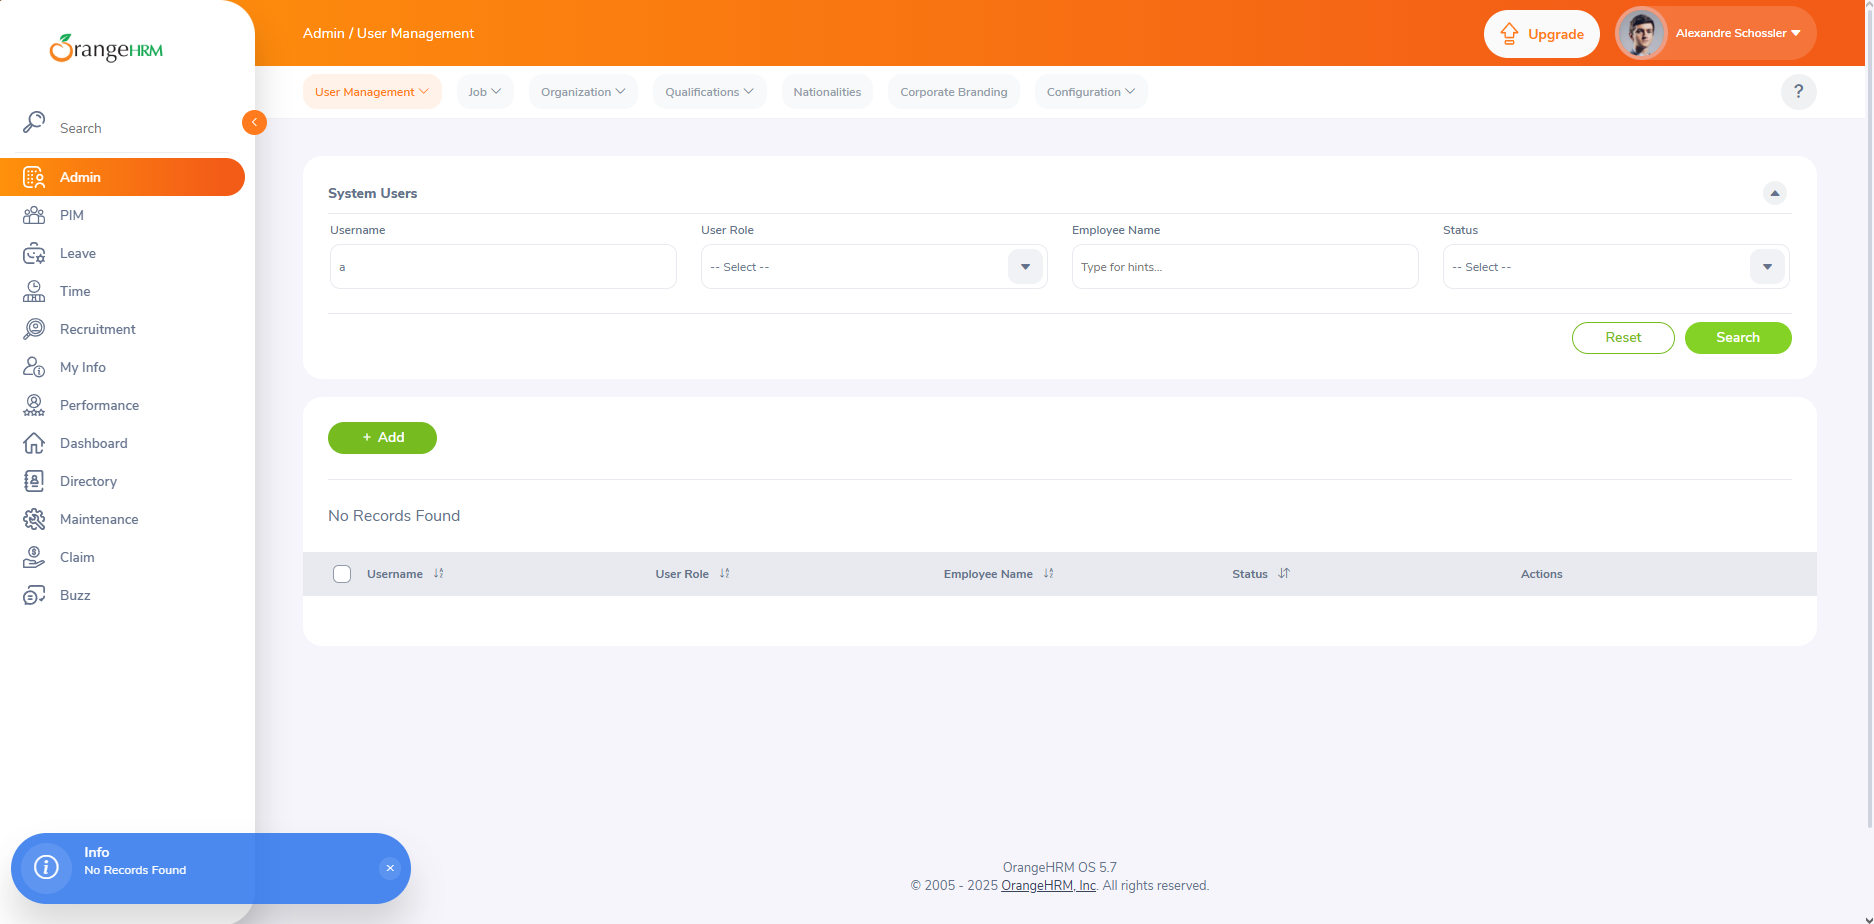 OrangeHRM
Admin / User Management
Upgrade
Alexandre Schossler
User Management
Job
Organization
Qualifications
Nationalities
Corporate Branding
Configuration
?
Search
Admin
PIM
Leave
Time
Recruitment
My Info
Performance
Dashboard
Directory
Maintenance
Claim
Buzz
System Users
Username
User Role
Employee Name
Status
a
-- Select --
Type for hints...
-- Select --
Reset
Search
+ Add
No Records Found
Username
User Role
Employee Name
Status
Actions
Info
No Records Found
OrangeHRM OS 5.7
© 2005 - 2025 OrangeHRM, Inc. All rights reserved.